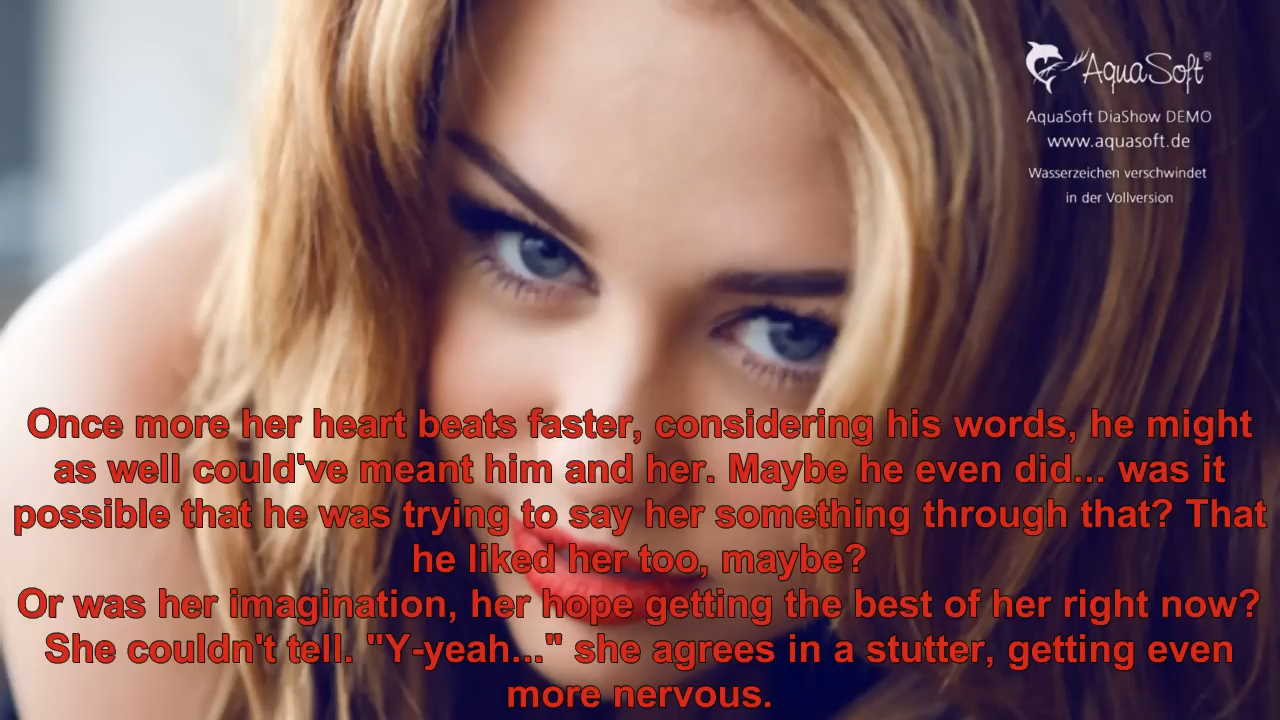 AquaSoft®
AquaSoft DiaShow DEMO
www.aquasoft.de
Wasserzeichen verschwindet
in der Vollversion
Once more her heart beats faster, considering his words, he might
as well could've meant him and her. Maybe he even did... was it
possible that he was trying to say her something through that? That
he liked her too, maybe?
Or was her imagination, her hope getting the best of her right now?
She couldn't tell. "Y-yeah..." she agrees in a stutter, getting even
more nervous.